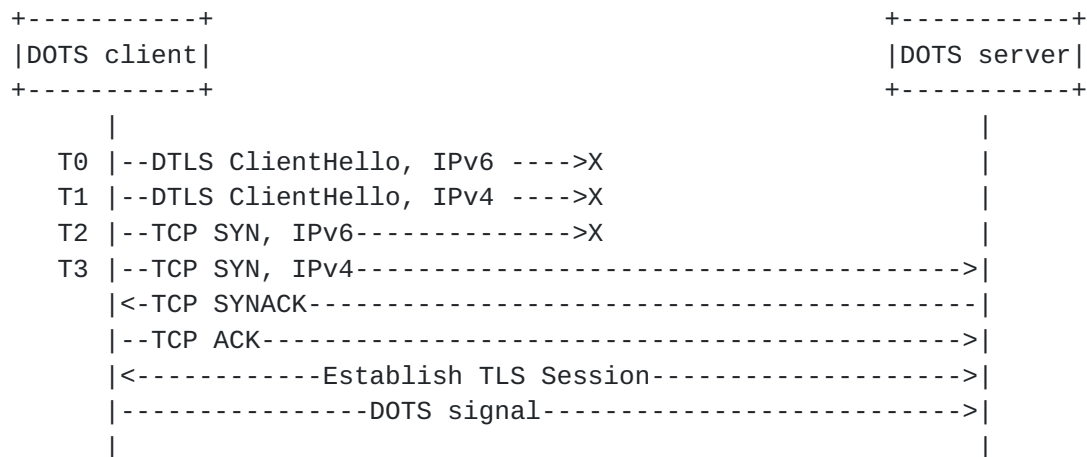 +-----------+                                     +-----------+
|DOTS client|                                     |DOTS server|
+-----------+                                     +-----------+
      |                                                 |
   T0 |--DTLS ClientHello, IPv6 ---->X                  |
   T1 |--DTLS ClientHello, IPv4 ---->X                  |
   T2 |--TCP SYN, IPv6-------------->X                  |
   T3 |--TCP SYN, IPv4--------------------------------------->|
      |<-TCP SYNACK-------------------------------------------|
      |--TCP ACK--------------------------------------------->|
      |<------------Establish TLS Session-------------------->|
      |----------------DOTS signal--------------------------->|
      |                                                 |